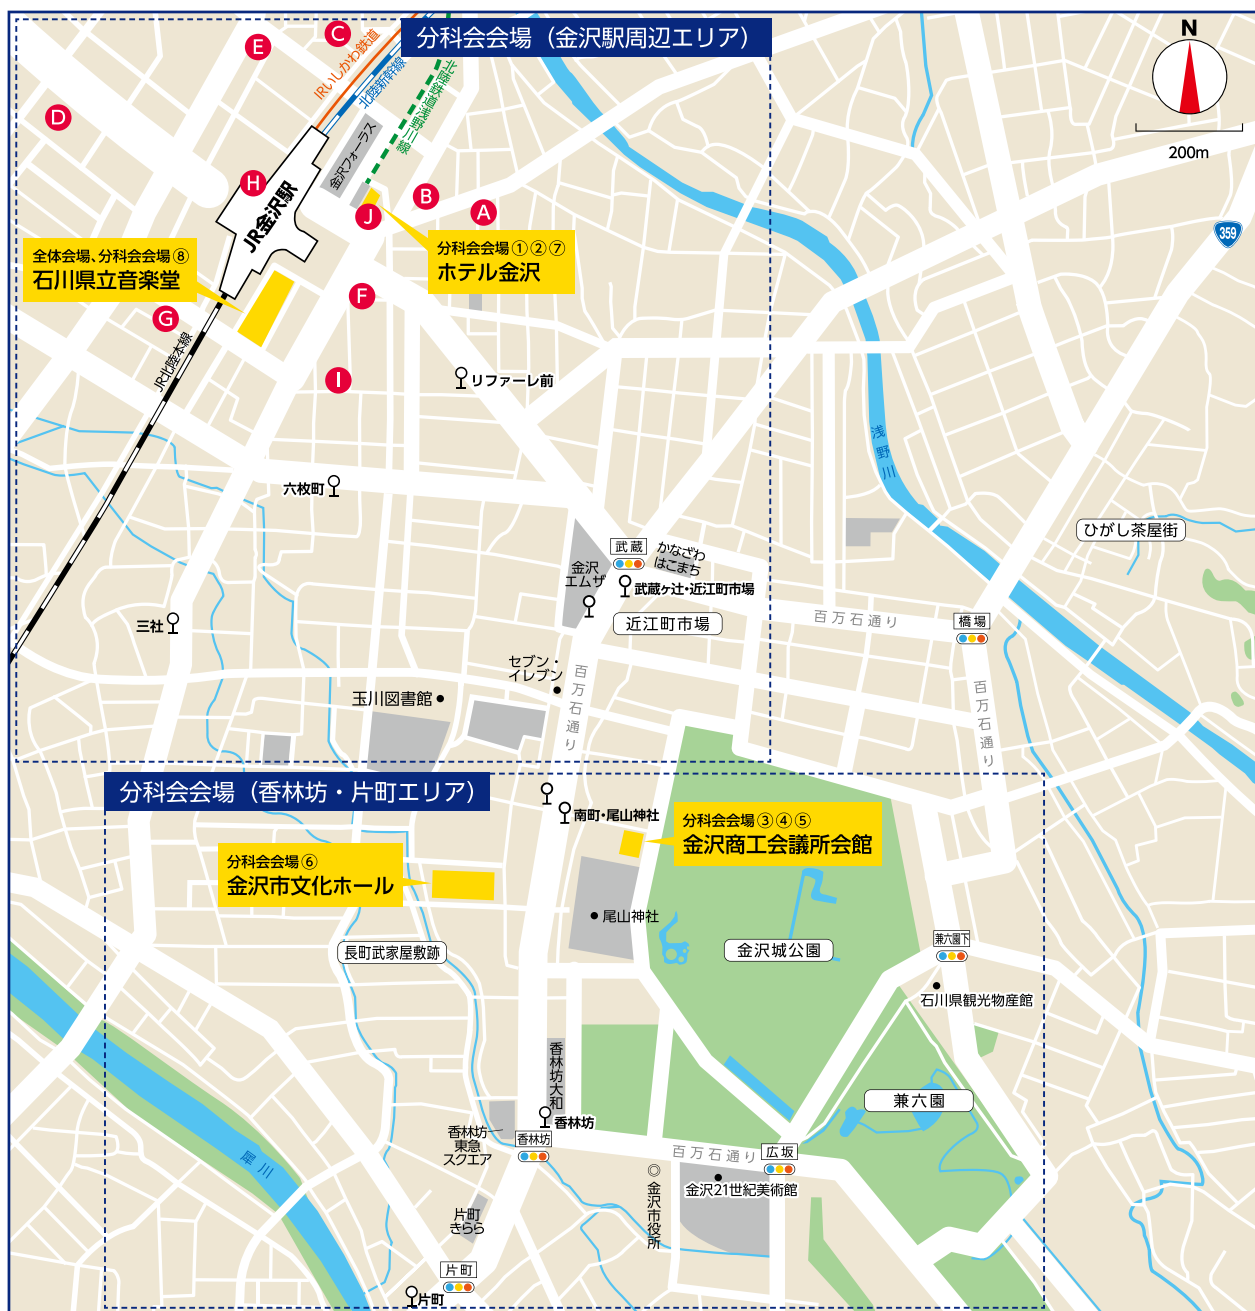 分科会会場（金沢駅周辺エリア）
N
200m
C
E
D
IRいしかわ鉄道
北陸新幹線
北陸鉄道浅野川線
金沢フォーラス
H
JR金沢駅
B
A
J
分科会会場①②⑦
ホテル金沢
全体会場、分科会会場⑧
石川県立音楽堂
359
F
G
JR北陸本線
I
リファーレ前
浅野川
六枚町
ひがし茶屋街
武蔵
かなざわ
はこまち
金沢
エムザ
武蔵ヶ辻・近江町市場
近江町市場
百万石通り
橋場
三社
セブン・
イレブン
百万石通り
百万石通り
玉川図書館
分科会会場（香林坊・片町エリア）
南町・尾山神社
分科会会場③④⑤
金沢商工会議所会館
分科会会場⑥
金沢市文化ホール
尾山神社
長町武家屋敷跡
金沢城公園
兼六園下
石川県観光物産館
香林坊大和
兼六園
香林坊
香林坊
香林坊
東急
スクエア
百万石通り
広坂
犀川
金沢21世紀美術館
◎金沢市役所
片町
きらら
片町
片町